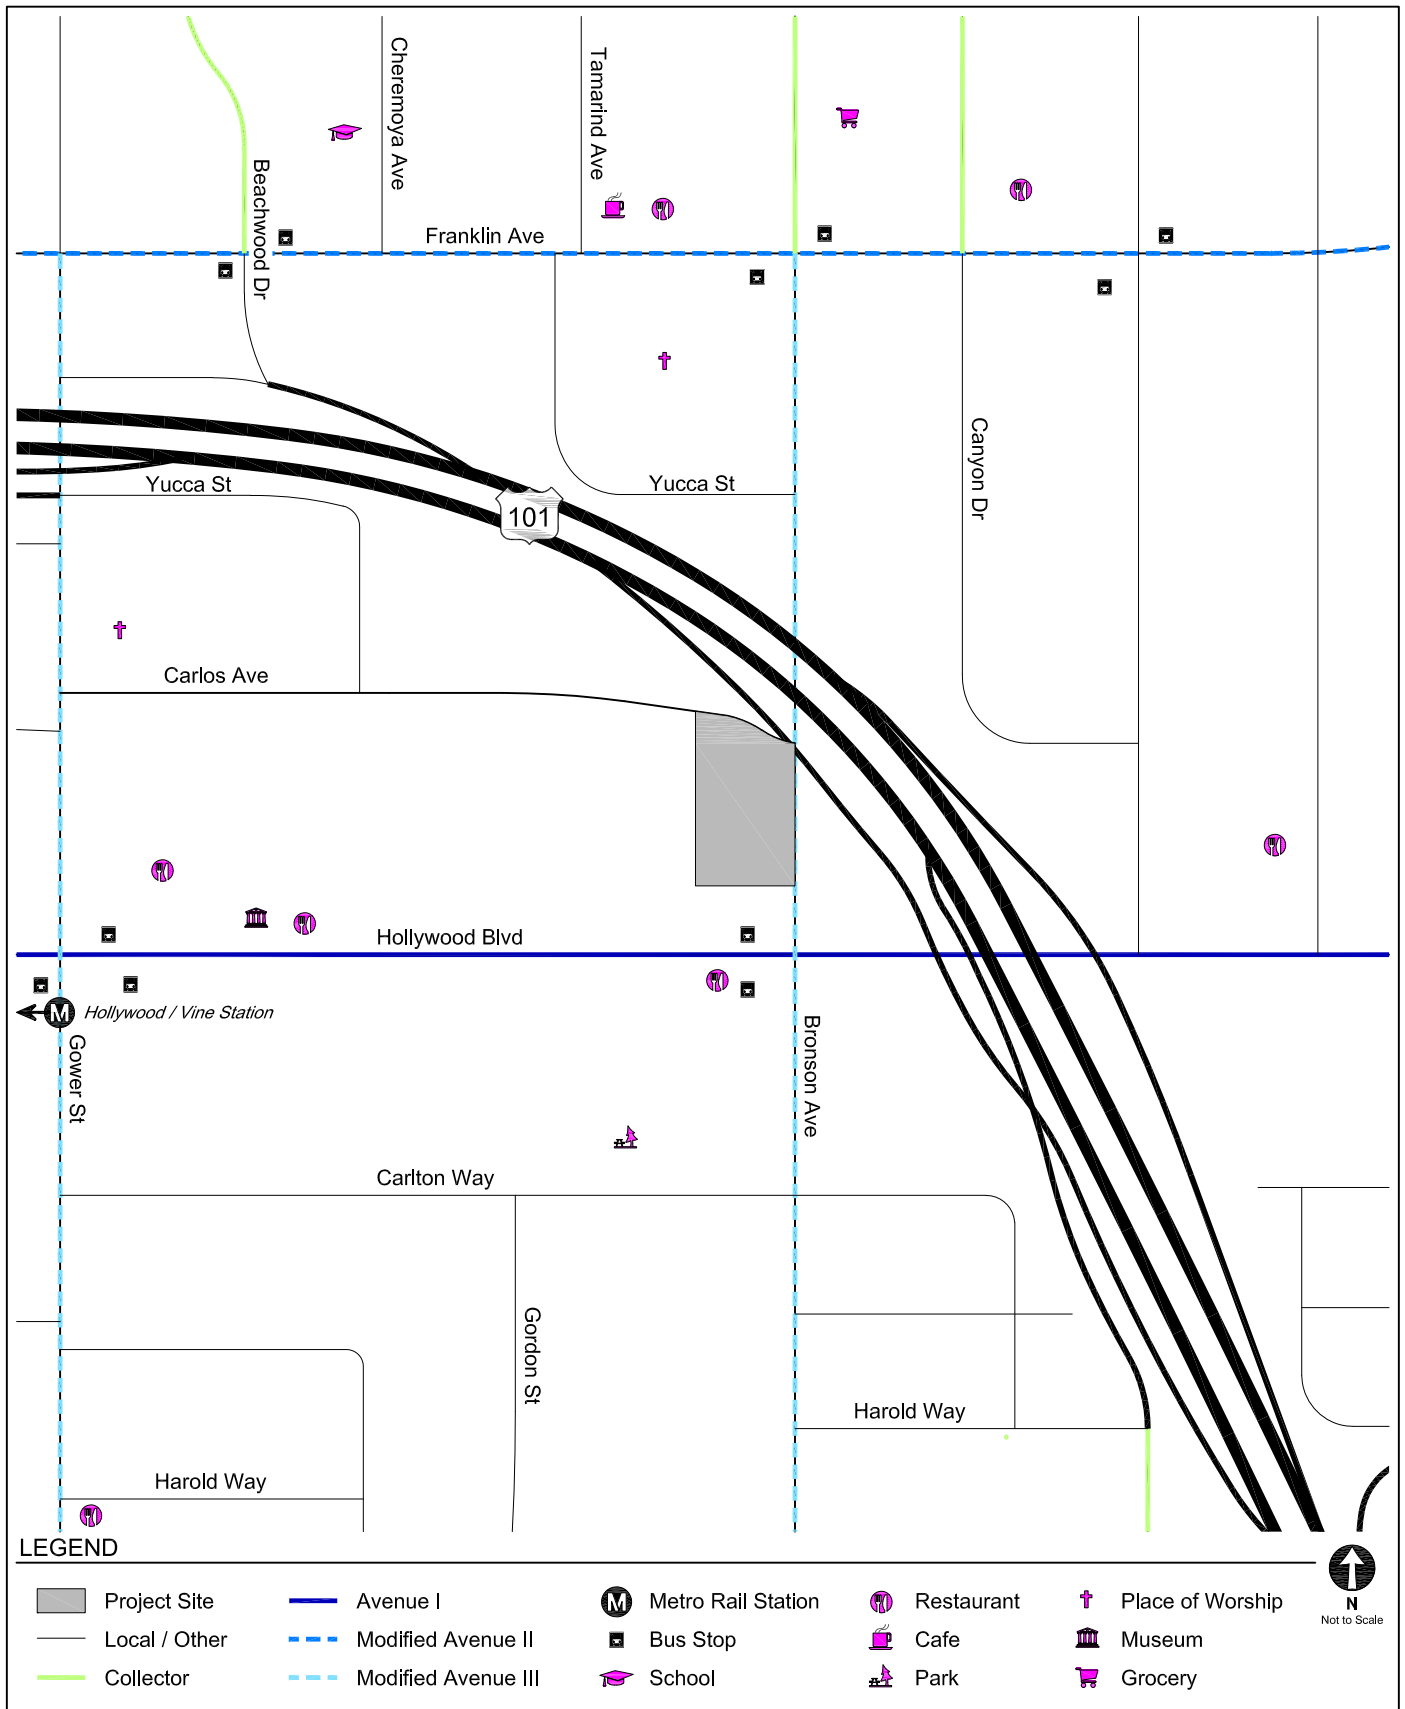 Cheremoya Ave
Tamarind Ave
Beachwood Dr
Franklin Ave
Canyon Dr
Yucca St
Yucca St
101
Carlos Ave
Hollywood Blvd
M
Hollywood / Vine Station
Gower St
Bronson Ave
Carlton Way
Gordon St
Harold Way
Harold Way
LEGEND
Project Site
Avenue I
M
Metro Rail Station
Restaurant
Place of Worship
Local / Other
Modified Avenue II
Bus Stop
Cafe
Museum
Collector
Modified Avenue III
School
Park
Grocery
N
Not to Scale